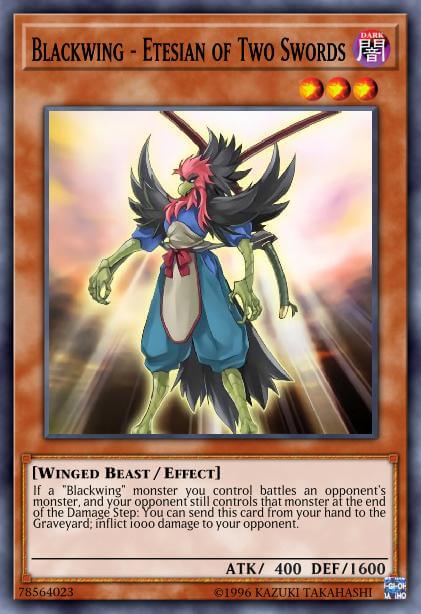 Blackwing - Etesian of Two Swords
DARK
闇
[Winged Beast / Effect]
If a "Blackwing" monster you control battles an opponent's
monster, and your opponent still controls that monster at the end
of the Damage Step: You can send this card from your hand to the
Graveyard; inflict 1000 damage to your opponent.
ATK/ 400 DEF/1600
78564023
©1996 KAZUKI TAKAHASHI